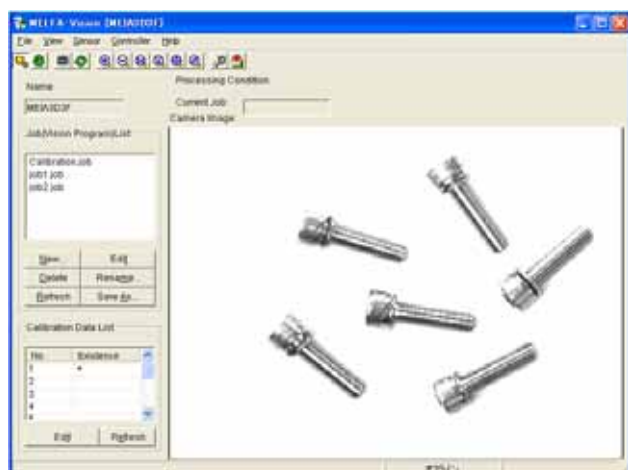 MELFA-Vision [MEIA0D3F]
File View Sensor Controller Help
Processing Condition
Name
MEIA0D3F
Current Job
Camera Image
Job(Vision Program)List
Calibration.job
job1.job
job2.job
New... Edit
Delete Rename...
Refresh Save As...
Calibration Data List
No Existence
1 *
2
3
4
Edit Refresh